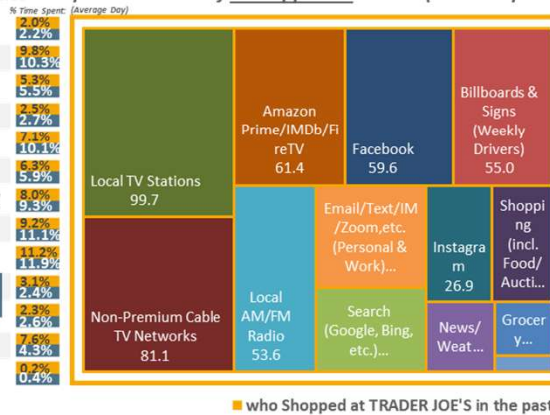 % Time Spent: (Average Day)
2.0%
2.2%
9.8%
10.3%
5.3%
5.5%
2.5%
2.7%
7.1%
10.1%
6.3%
5.9%
8.0%
9.3%
9.2%
11.1%
11.2%
11.9%
3.1%
2.4%
2.3%
2.6%
7.6%
4.3%
0.2%
0.4%
Local TV Stations
99.7
Non-Premium Cable
TV Networks
81.1
Amazon
Prime/IMDb/Fi
reTV
61.4
Facebook
59.6
Billboards &
Signs
(Weekly
Drivers)
55.0
Local
AM/FM
Radio
53.6
Email/Text/IM
/Zoom,etc.
(Personal &
Work)...
Search
(Google, Bing,
etc.)...
Instagra
m
26.9
Shoppi
ng
(incl.
Food/
Aucti...
News/
Weat...
Grocer
y...
who Shopped at TRADER JOE'S in the past